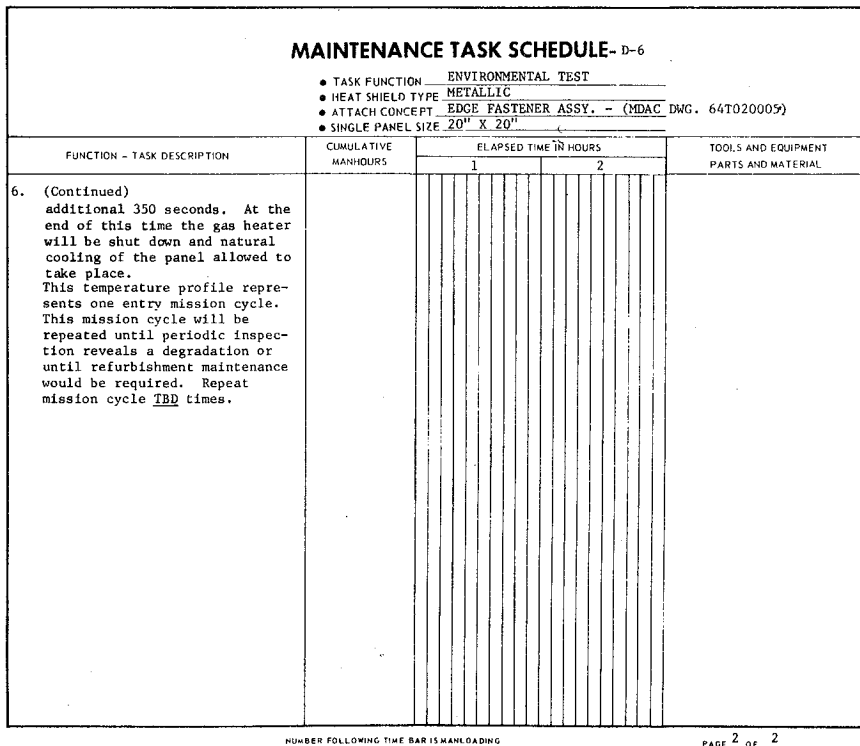 MAINTENANCE TASK SCHEDULE- D-6
● TASK FUNCTION ENVIRONMENTAL TEST
● HEAT SHIELD TYPE METALLIC
● ATTACH CONCEPT EDGE FASTENER ASSY. - (MDAC DWG. 64T020005)
● SINGLE PANEL SIZE 20" X 20"
FUNCTION - TASK DESCRIPTION
CUMULATIVE
MANHOURS
ELAPSED TIME IN HOURS
1 2
TOOLS AND EQUIPMENT
PARTS AND MATERIAL
6. (Continued)
additional 350 seconds. At the
end of this time the gas heater
will be shut down and natural
cooling of the panel allowed to
take place.
This temperature profile repre-
sents one entry mission cycle.
This mission cycle will be
repeated until periodic inspec-
tion reveals a degradation or
until refurbishment maintenance
would be required. Repeat
mission cycle TBD times.
NUMBER FOLLOWING TIME BAR IS MANLOADING
PAGE 2 OF 2